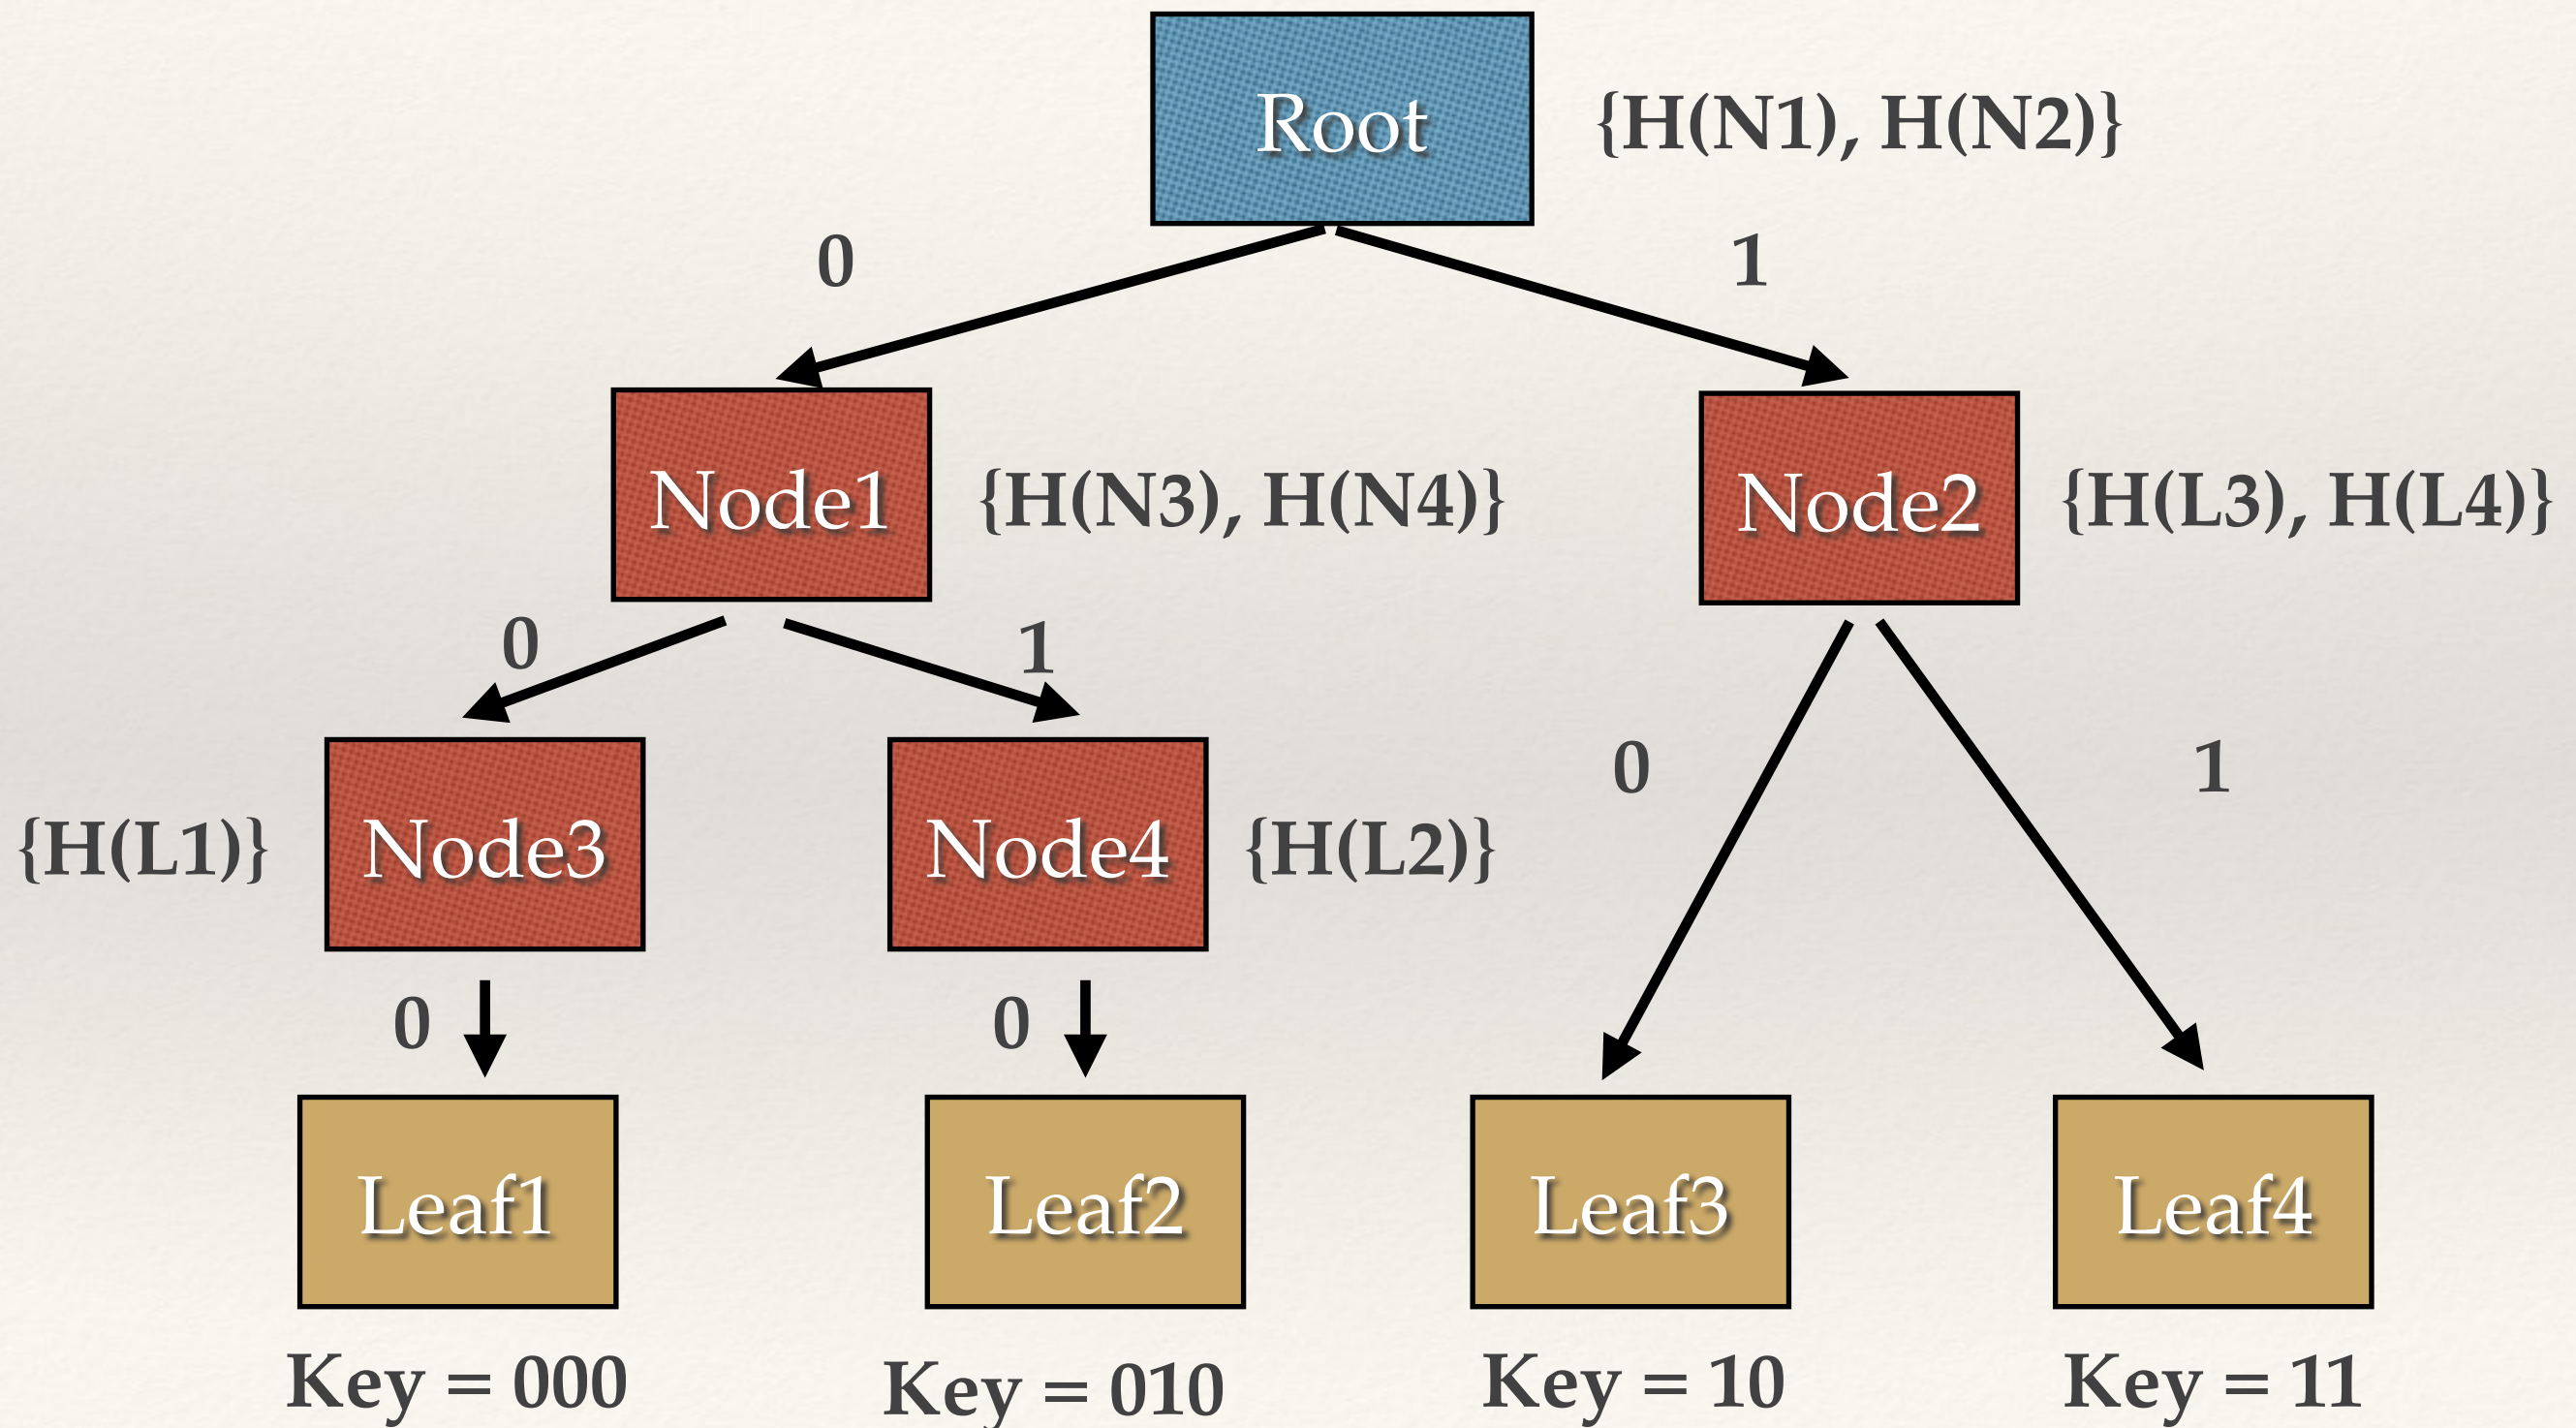 Root
{H(N1), H(N2)}
0
1
Node1
{H(N3), H(N4)}
Node2
{H(L3), H(L4)}
0
1
0
1
{H(L1)}
Node3
Node4
{H(L2)}
0
0
Leaf1
Leaf2
Leaf3
Leaf4
Key = 000
Key = 010
Key = 10
Key = 11